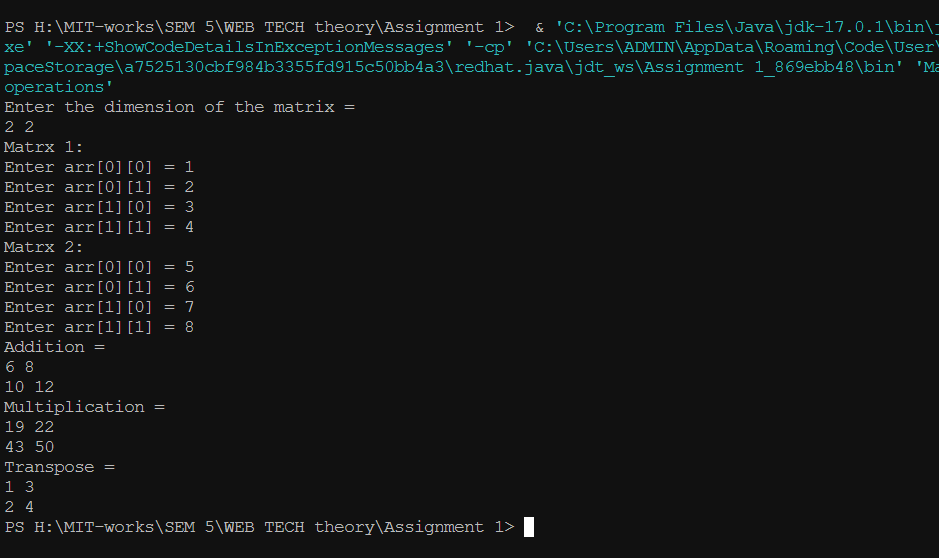 PS H:\MIT-works\SEM 5\WEB TECH theory\Assignment 1>  & 'C:\Program Files\Java\jdk-17.0.1\bin\j
xe' '-XX:+ShowCodeDetailsInExceptionMessages' '-cp' 'C:\Users\ADMIN\AppData\Roaming\Code\User\
paceStorage\a7525130cbf984b3355fd915c50bb4a3\redhat.java\jdt_ws\Assignment 1_869ebb48\bin' 'Ma
operations'
Enter the dimension of the matrix =
2 2
Matrx 1:
Enter arr[0][0] = 1
Enter arr[0][1] = 2
Enter arr[1][0] = 3
Enter arr[1][1] = 4
Matrx 2:
Enter arr[0][0] = 5
Enter arr[0][1] = 6
Enter arr[1][0] = 7
Enter arr[1][1] = 8
Addition =
6 8
10 12
Multiplication =
19 22
43 50
Transpose =
1 3
2 4
PS H:\MIT-works\SEM 5\WEB TECH theory\Assignment 1>